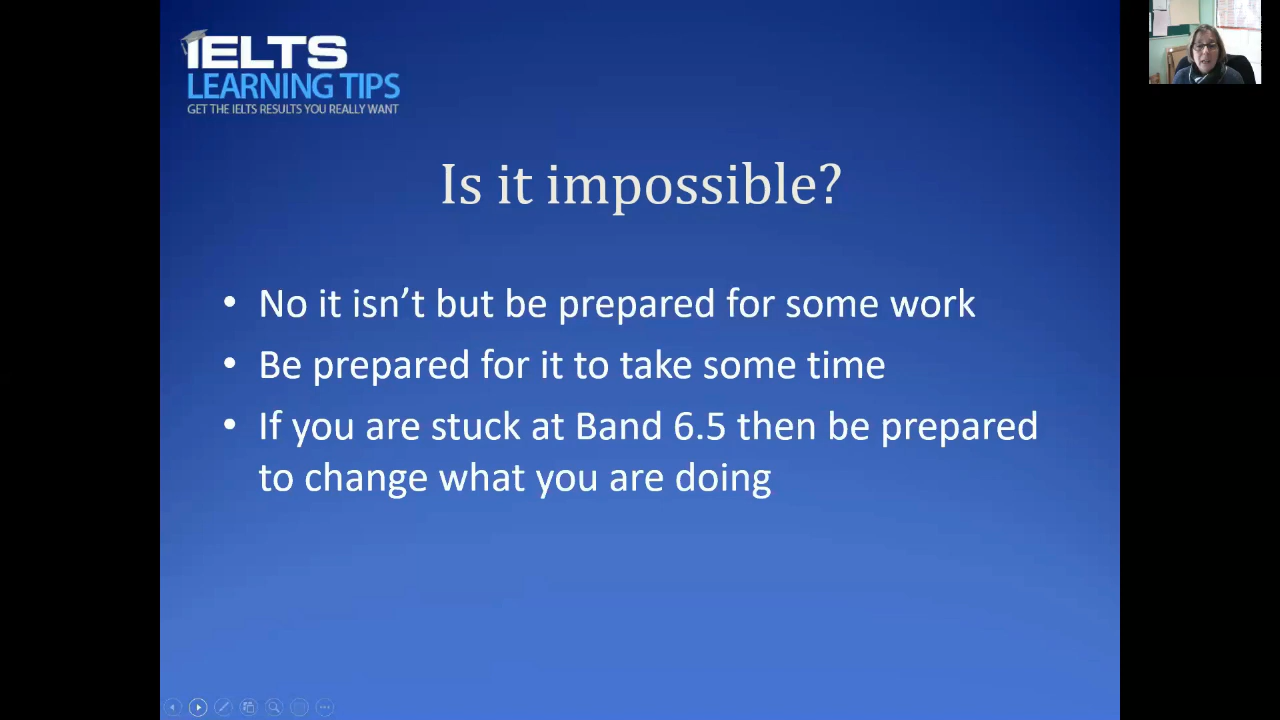 IELTS
LEARNING TIPS
GET THE IELTS RESULTS YOU REALLY WANT
Is it impossible?
• No it isn’t but be prepared for some work
• Be prepared for it to take some time
• If you are stuck at Band 6.5 then be prepared
to change what you are doing